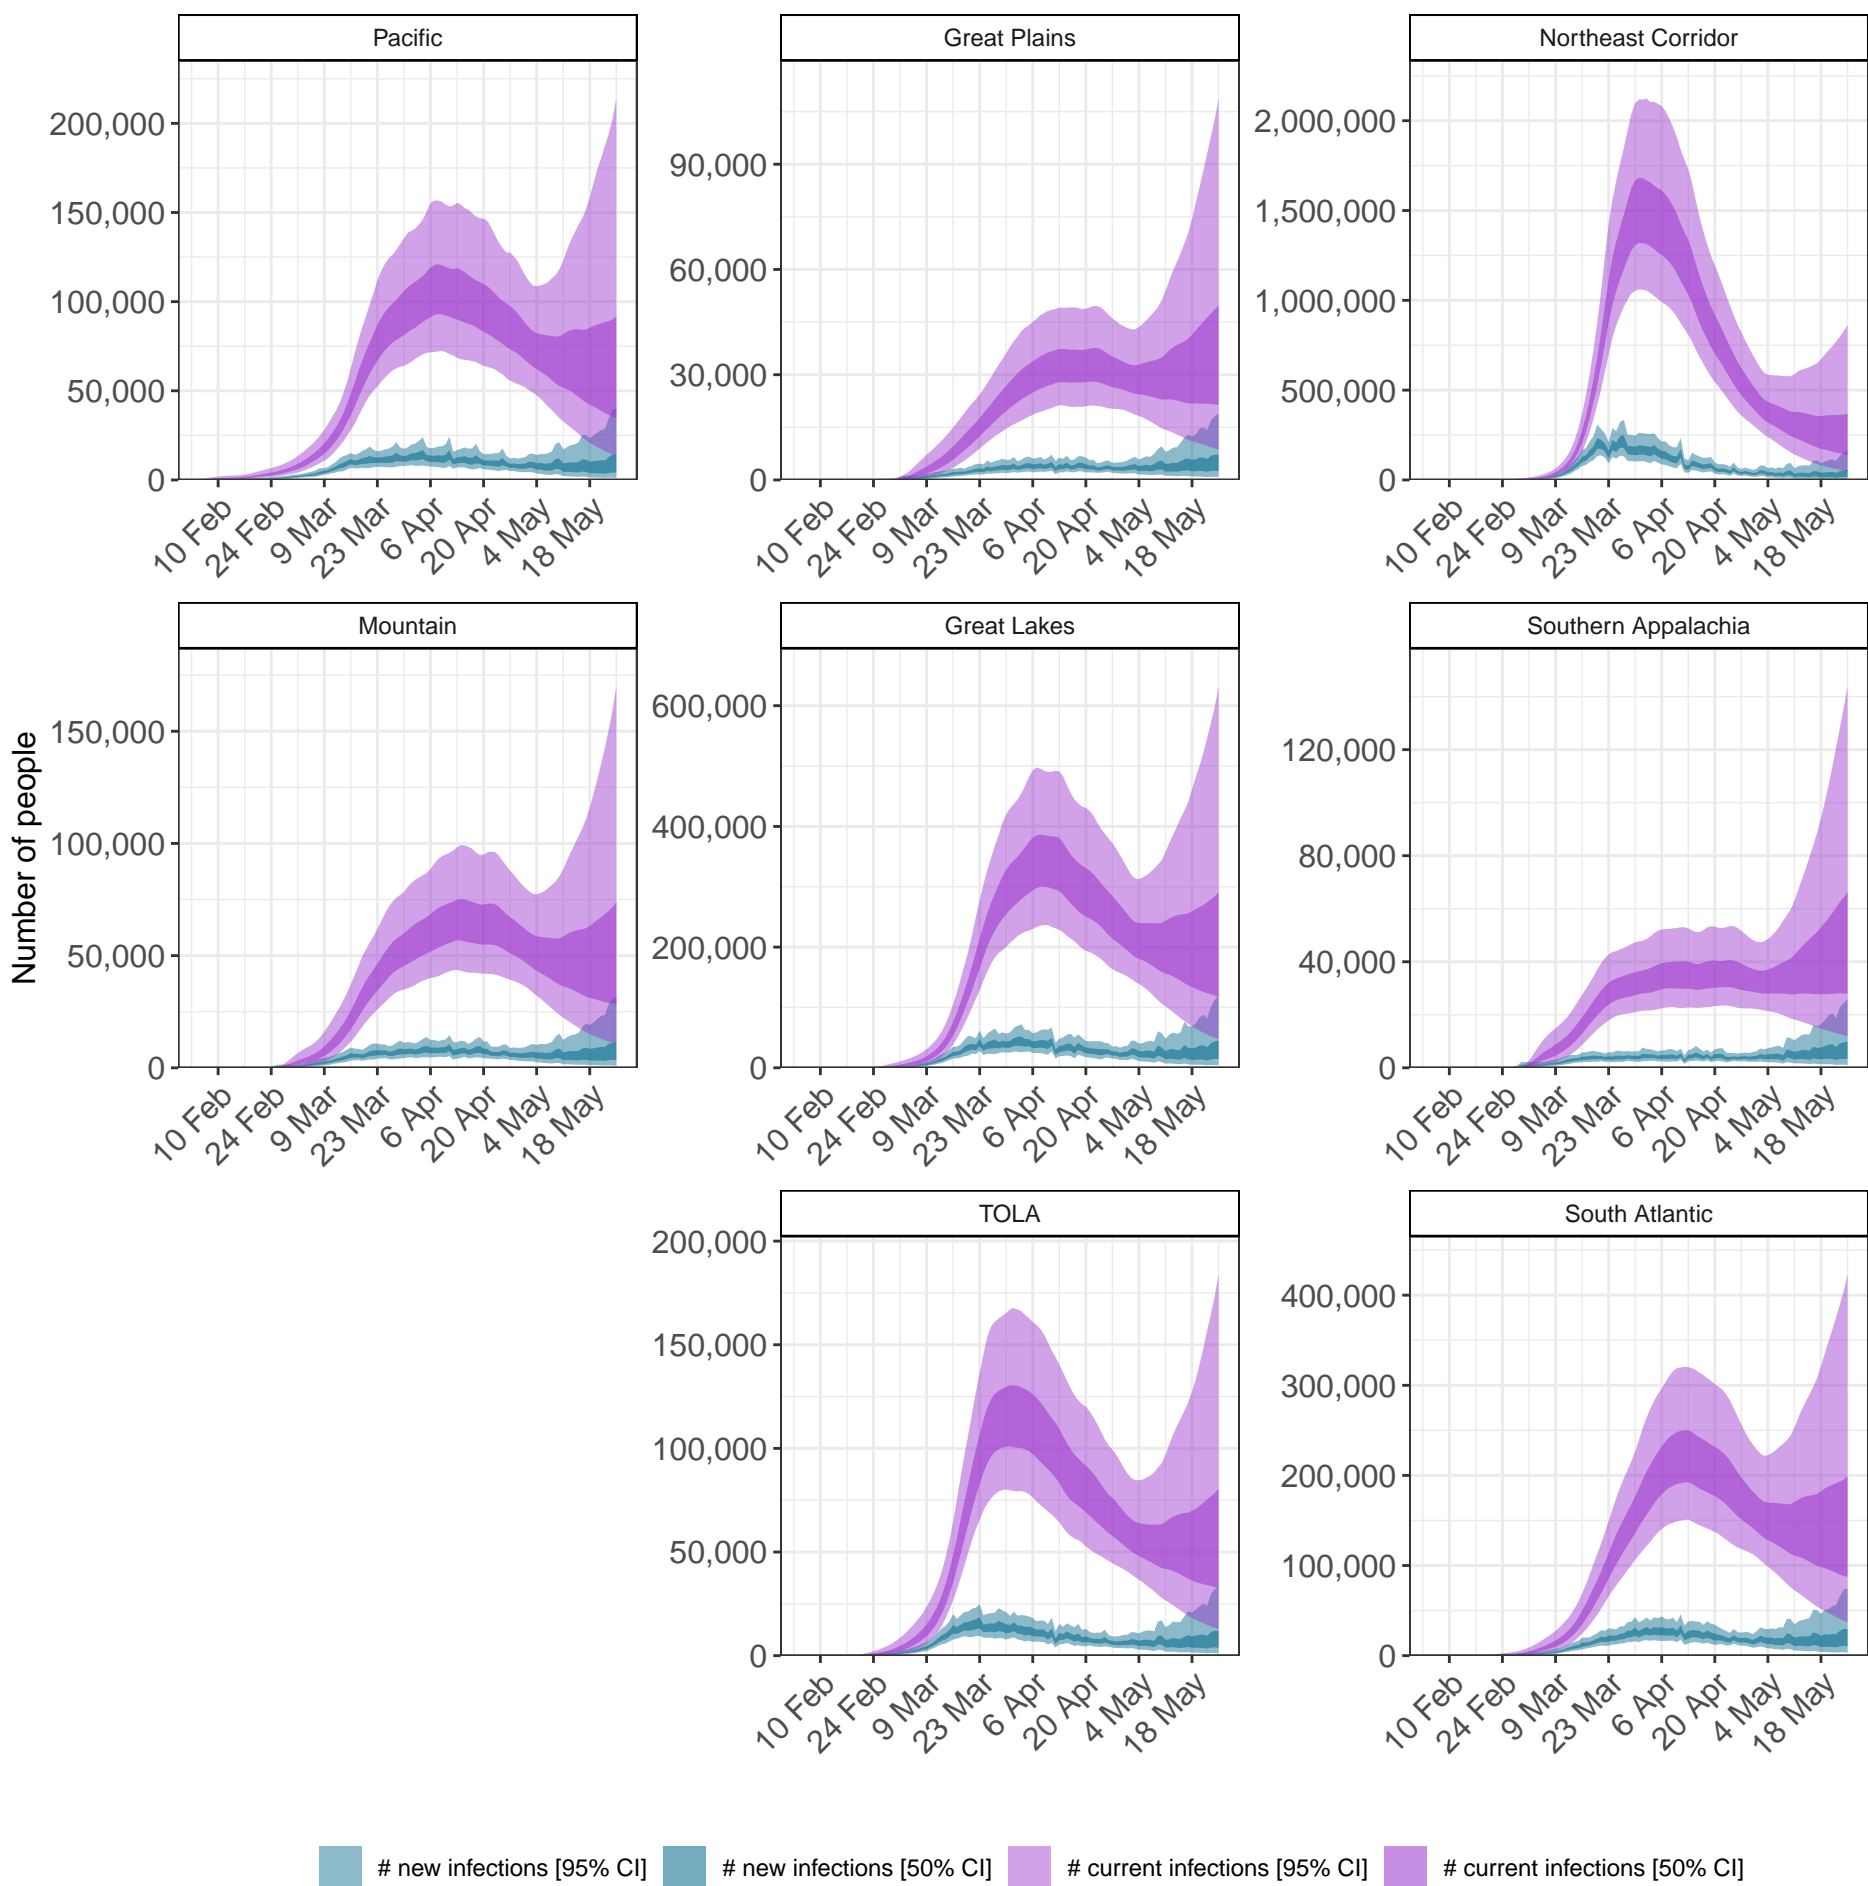 Pacific
Great Plains
Northeast Corridor
200,000
150,000
100,000
50,000
0
90,000
60,000
30,000
0
2,000,000
1,500,000
1,000,000
500,000
0
10 Feb
24 Feb
9 Mar
23 Mar
6 Apr
20 Apr
4 May
18 May
10 Feb
24 Feb
9 Mar
23 Mar
6 Apr
20 Apr
4 May
18 May
10 Feb
24 Feb
9 Mar
23 Mar
6 Apr
20 Apr
4 May
18 May
Number of people
Mountain
Great Lakes
Southern Appalachia
150,000
100,000
50,000
0
600,000
400,000
200,000
0
120,000
80,000
40,000
0
10 Feb
24 Feb
9 Mar
23 Mar
6 Apr
20 Apr
4 May
18 May
10 Feb
24 Feb
9 Mar
23 Mar
6 Apr
20 Apr
4 May
18 May
10 Feb
24 Feb
9 Mar
23 Mar
6 Apr
20 Apr
4 May
18 May
TOLA
South Atlantic
200,000
150,000
100,000
50,000
0
400,000
300,000
200,000
100,000
0
10 Feb
24 Feb
9 Mar
23 Mar
6 Apr
20 Apr
4 May
18 May
10 Feb
24 Feb
9 Mar
23 Mar
6 Apr
20 Apr
4 May
18 May
# new infections [95% CI]
# new infections [50% CI]
# current infections [95% CI]
# current infections [50% CI]